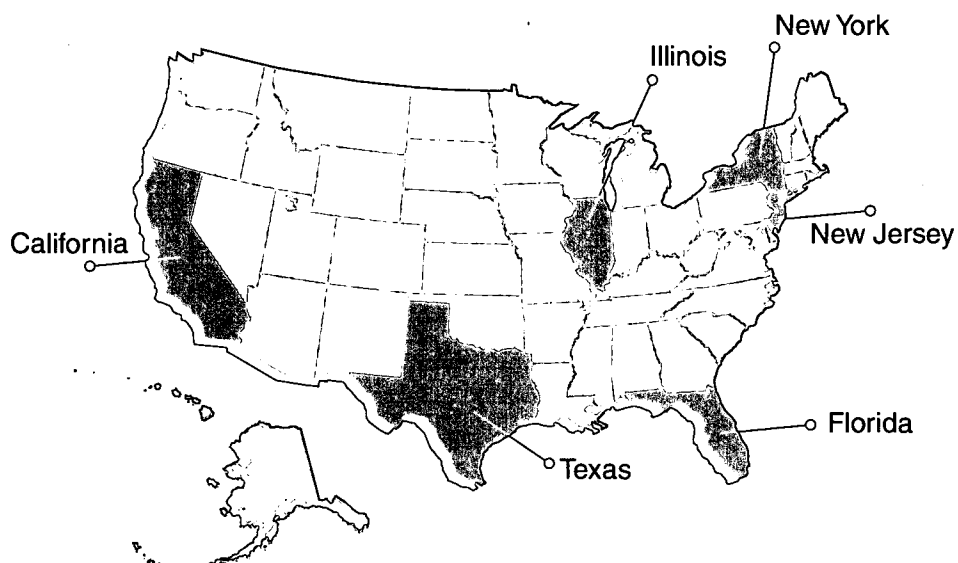 New York
Illinois
California
New Jersey
Florida
Texas